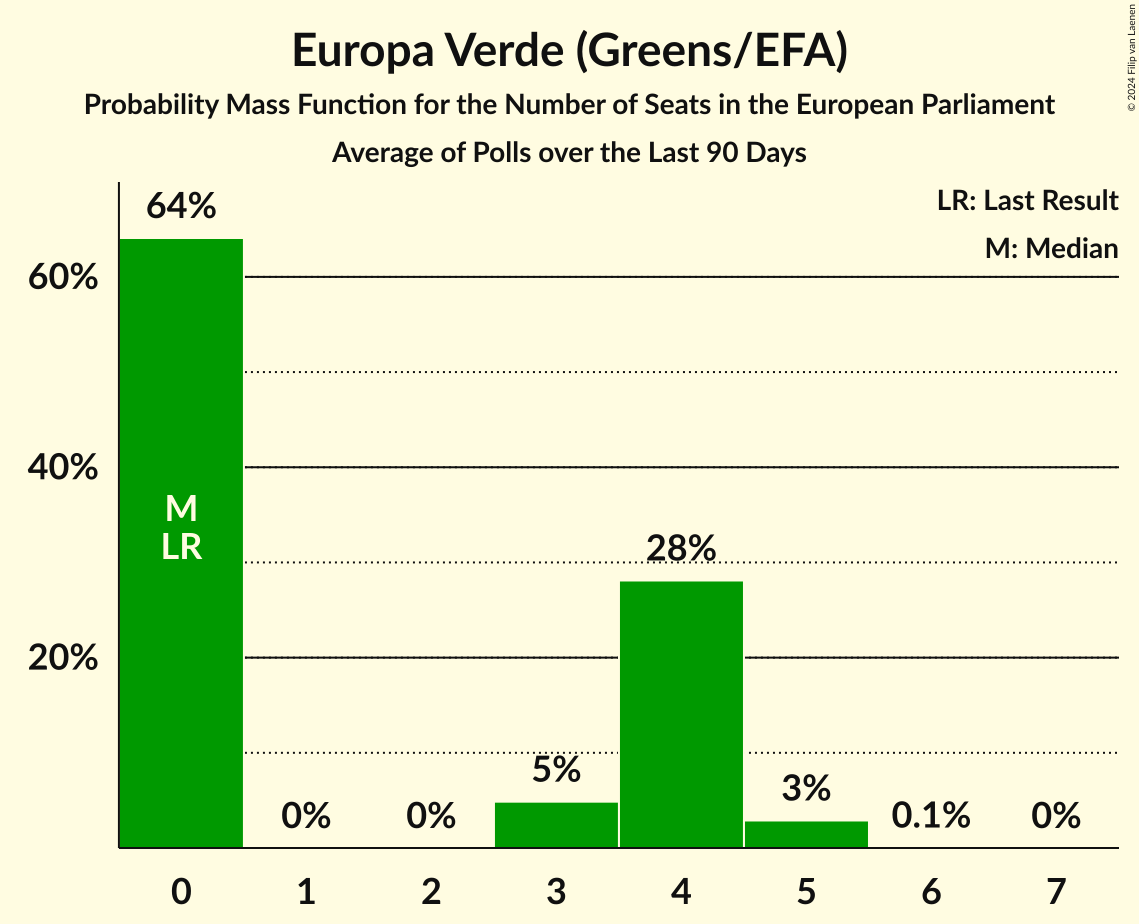 Europa Verde (Greens/EFA)
Probability Mass Function for the Number of Seats in the European Parliament
Average of Polls over the Last 90 Days
© 2024 Filip van Laenen
LR: Last Result
M: Median
64%
60%
40%
20%
M
LR
0%
0%
5%
28%
3%
0.1%
0%
0 1 2 3 4 5 6 7